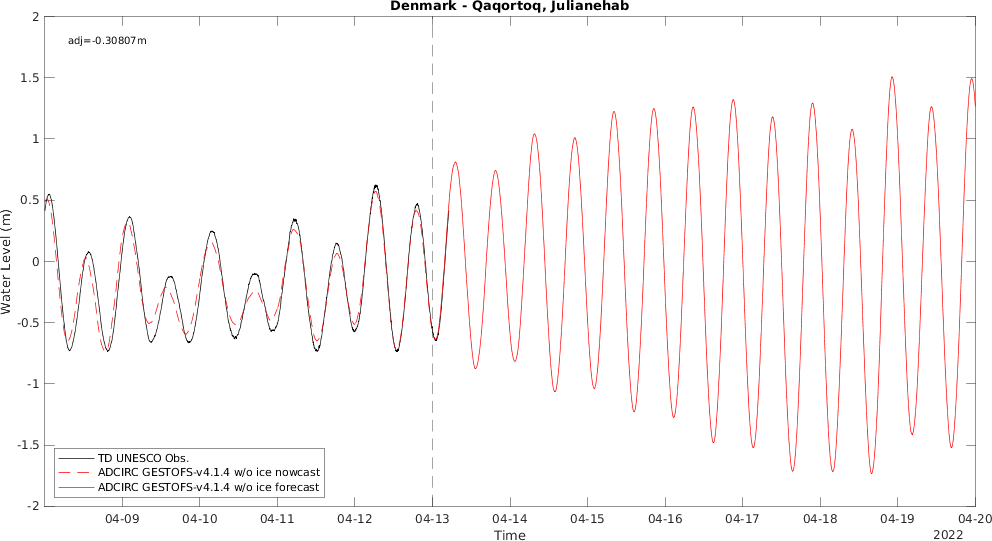 Denmark - Qaqortoq, Julianehab
adj=-0.30807m
Water Level (m)
2
1.5
1
0.5
0
-0.5
-1
-1.5
-2
TD UNESCO Obs.
ADCIRC GESTOFS-v4.1.4 w/o ice nowcast
ADCIRC GESTOFS-v4.1.4 w/o ice forecast
04-09 04-10 04-11 04-12 04-13 04-14 04-15 04-16 04-17 04-18 04-19 04-20
Time
2022